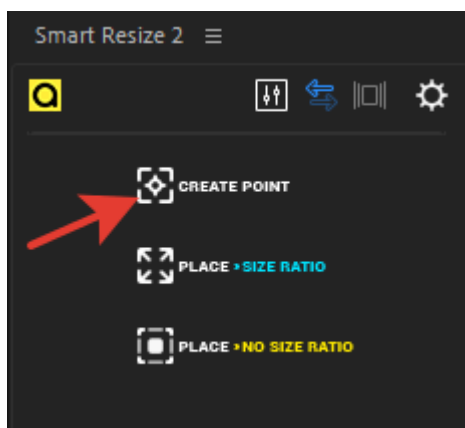 Smart Resize 2
CREATE POINT
PLACE › SIZE RATIO
PLACE › NO SIZE RATIO